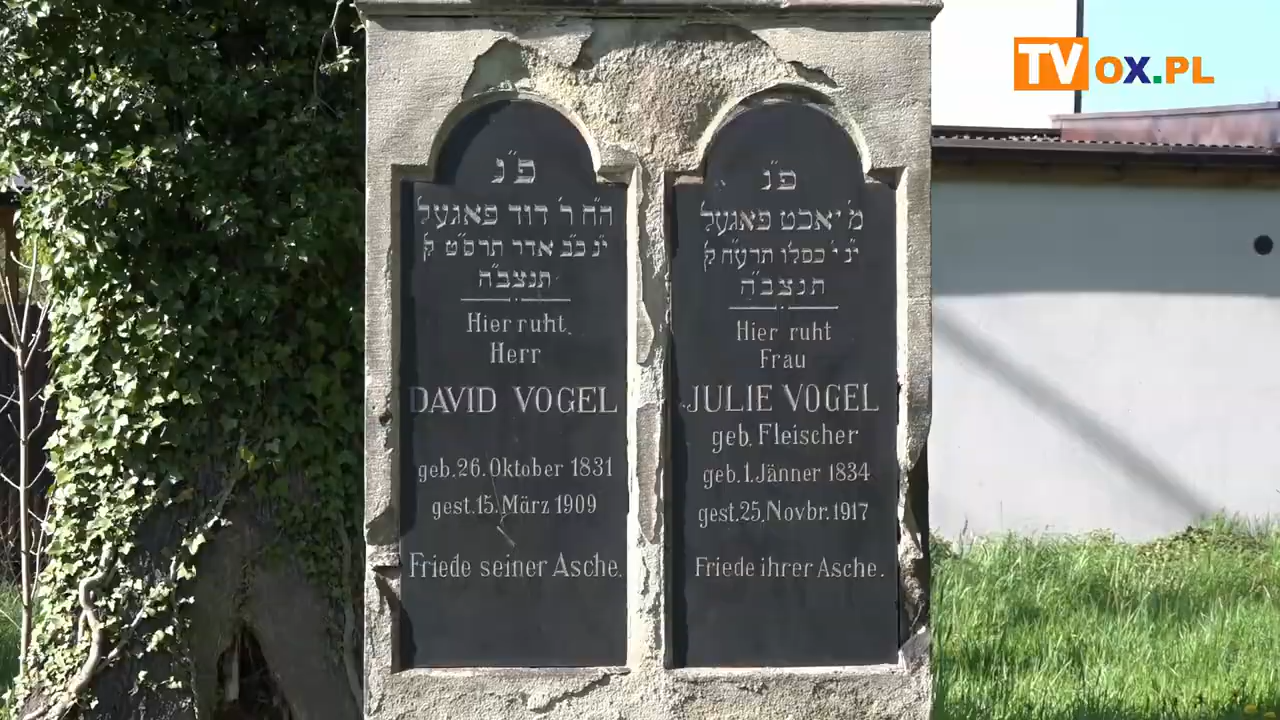 TVOX.PL
פ״נ
ה״ח ר׳ דוד פאגעל
י״נ כ״ב אדר תרס״ט ל׳
תנצב״ה
Hier ruht.
Herr
DAVID VOGEL
geb. 26. Oktober 1831
gest. 15. März 1909
Friede seiner Asche.
פ״נ
מ׳ יאכט פאגעל
י״נ י׳ כסלו תרע״ח ל׳
תנצב״ה
Hier ruht
Frau
JULIE VOGEL
geb. Fleischer
geb. 1. Jänner 1834
gest. 25. Novbr. 1917
Friede ihrer Asche.